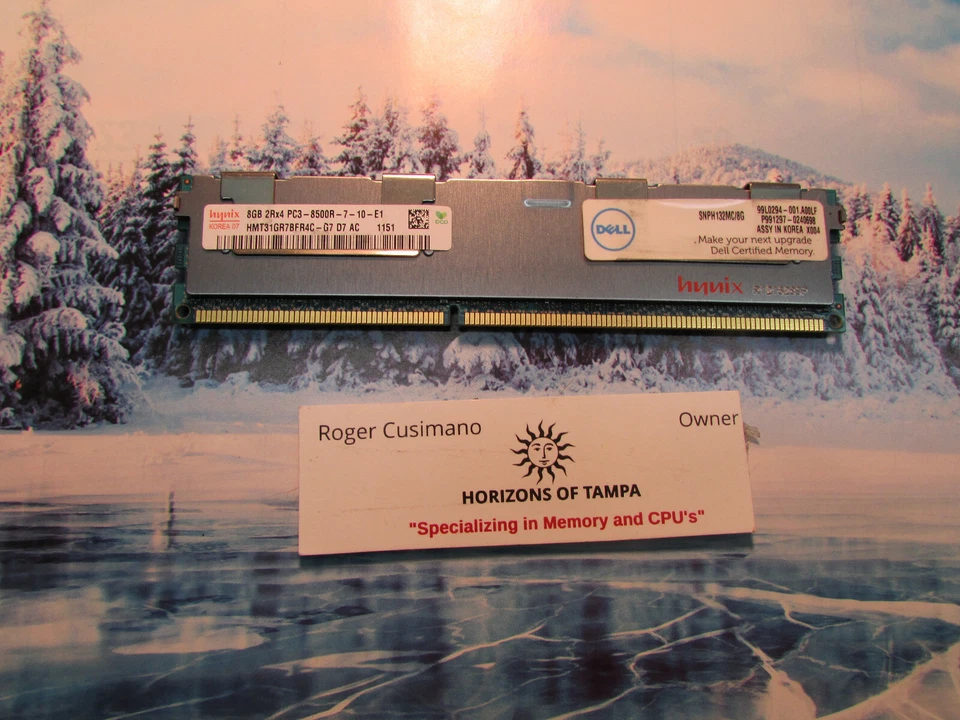 hynix
KOREA 07
8GB 2Rx4 PC3-8500R-7-10-E1
HMT31GR7BFR4C-G7 D7 AC 1151
DELL
SNPH132MC/8G
99L0294-001.A00LF
P991297-0240698
ASSY IN KOREA X004
Make your next upgrade
Dell Certified Memory.
hynix
Roger Cusimano
Owner
HORIZONS OF TAMPA
"Specializing in Memory and CPU's"